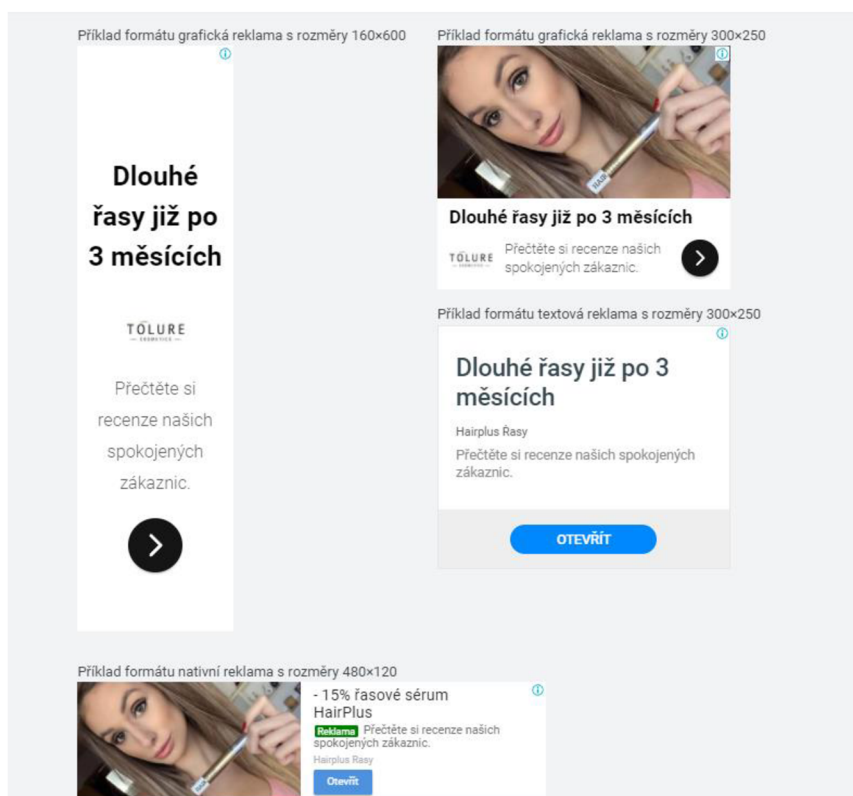 Příklad formátu grafická reklama s rozměry 160×600
Dlouhé
řasy již po
3 měsících
TOLURE
COSMETICS
Přečtěte si
recenze našich
spokojených
zákaznic.
Příklad formátu grafická reklama s rozměry 300×250
HAIR
Dlouhé řasy již po 3 měsících
TOLURE
Přečtěte si recenze našich
spokojených zákaznic.
Příklad formátu textová reklama s rozměry 300×250
Dlouhé řasy již po 3
měsících
Hairplus Řasy
Přečtěte si recenze našich spokojených
zákaznic.
OTEVŘÍT
Příklad formátu nativní reklama s rozměry 480×120
HAIR
- 15% řasové sérum
HairPlus
Reklama Přečtěte si recenze našich
spokojených zákaznic.
Hairplus Řasy
Otevřít